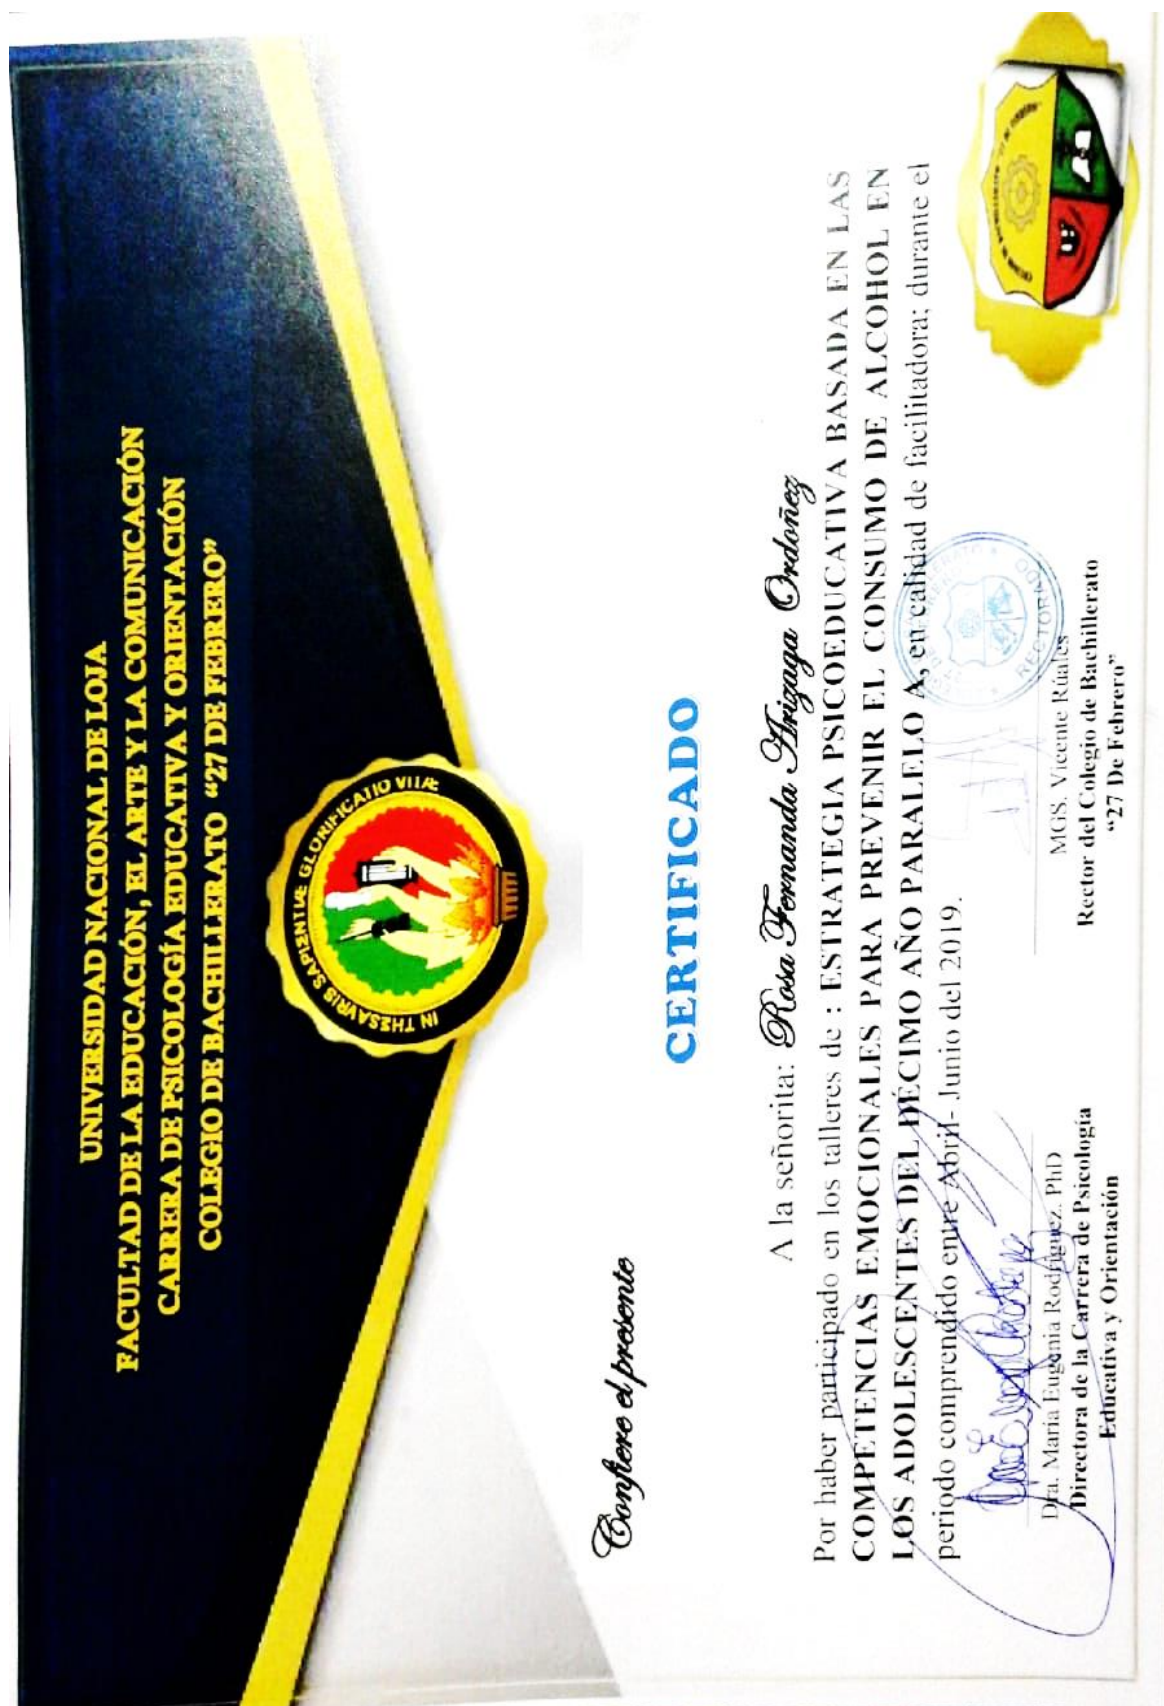 UNIVERSIDAD NACIONAL DE LOJA
FACULTAD DE LA EDUCACIÓN, EL ARTE Y LA COMUNICACIÓN
CARRERA DE PSICOLOGÍA EDUCATIVA Y ORIENTACIÓN
COLEGIO DE BACHILLERATO "27 DE FEBRERO"
IN THESAVRIS SAPIENTIÆ GLORIFICATIO VITÆ
Confiere el presente
CERTIFICADO
A la señorita: Rosa Fernanda Arizaga Ordoñez
Por haber participado en los talleres de : ESTRATEGIA PSICOEDUCATIVA BASADA EN LAS
COMPETENCIAS EMOCIONALES PARA PREVENIR EL CONSUMO DE ALCOHOL EN
LOS ADOLESCENTES DEL DÉCIMO AÑO PARALELO A, en calidad de facilitadora; durante el
periodo comprendido entre Abril- Junio del 2019.
RECTORADO
Dra. María Eugenia Rodríguez. PhD
Directora de la Carrera de Psicología
Educativa y Orientación
MGS. Vicente Rúales
Rector del Colegio de Bachillerato
"27 De Febrero"